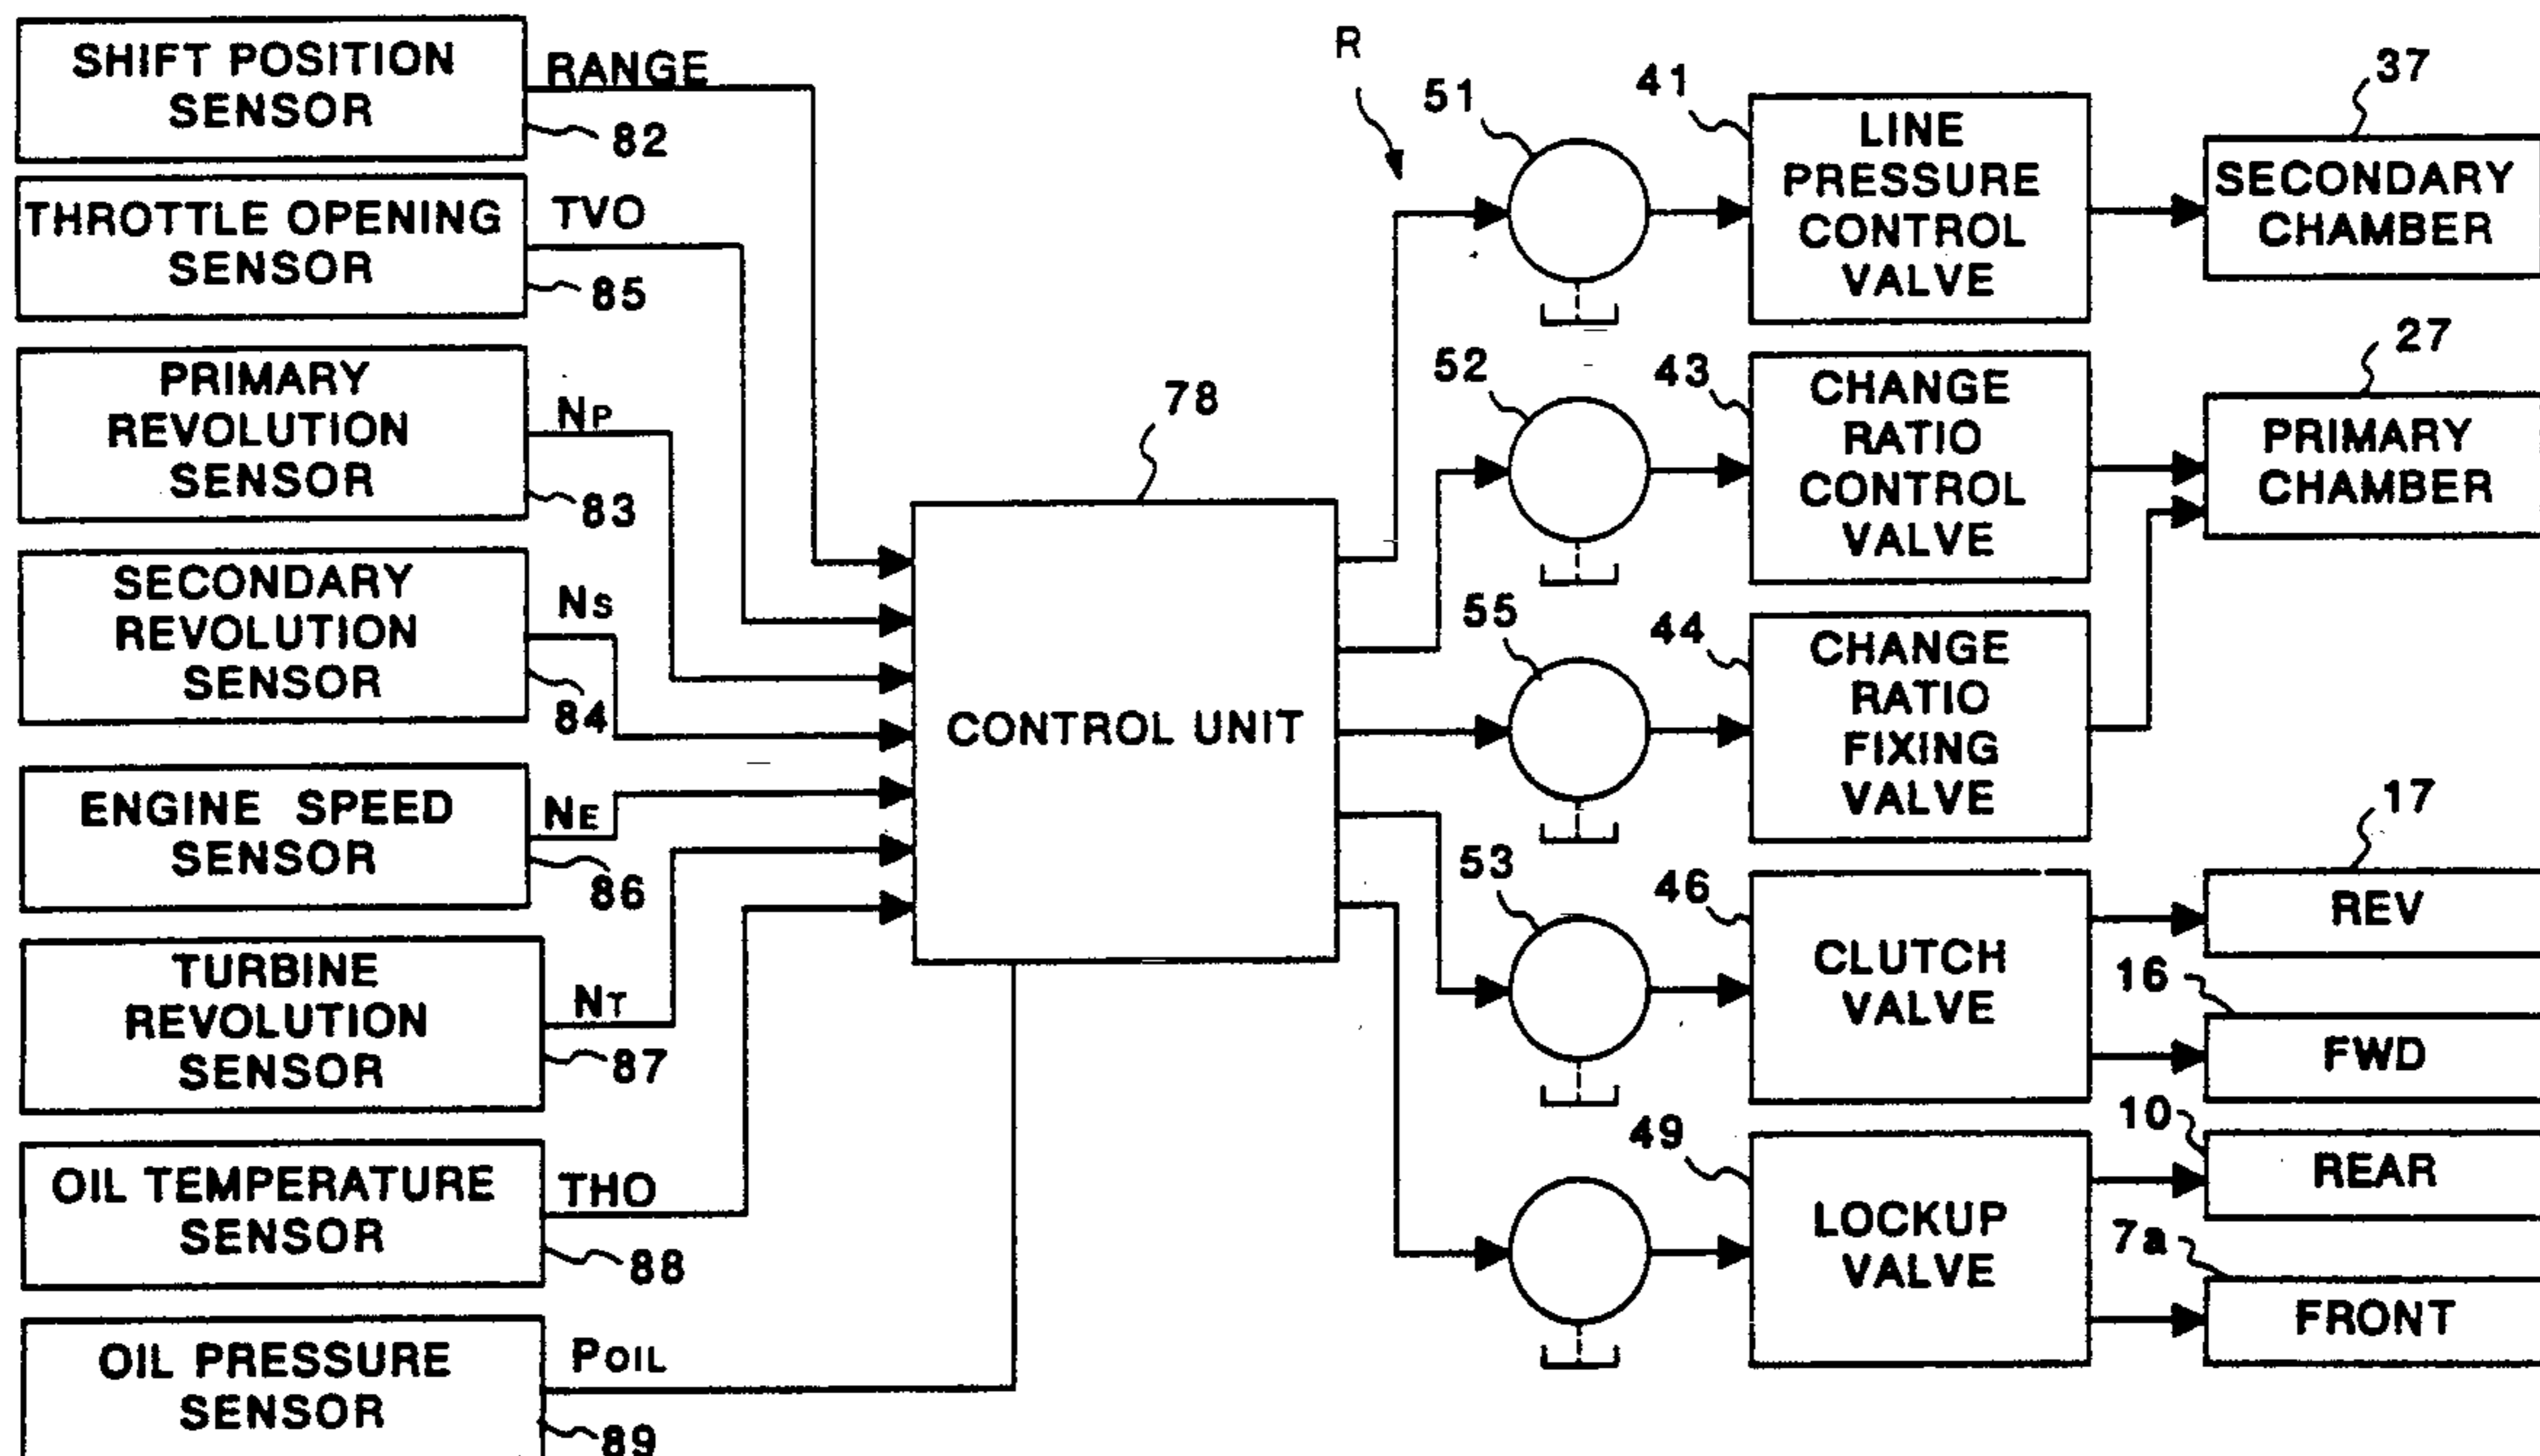 SHIFT POSITION
SENSOR
RANGE
82
THROTTLE OPENING
SENSOR
TVO
85
PRIMARY
REVOLUTION
SENSOR
NP
83
SECONDARY
REVOLUTION
SENSOR
NS
84
ENGINE SPEED
SENSOR
NE
86
TURBINE
REVOLUTION
SENSOR
NT
87
OIL TEMPERATURE
SENSOR
THO
88
OIL PRESSURE
SENSOR
POIL
89
78
CONTROL UNIT
R
51
41
LINE
PRESSURE
CONTROL
VALVE
37
SECONDARY
CHAMBER
52
43
CHANGE
RATIO
CONTROL
VALVE
27
PRIMARY
CHAMBER
55
44
CHANGE
RATIO
FIXING
VALVE
53
46
CLUTCH
VALVE
17
REV
16
FWD
49
LOCKUP
VALVE
10
REAR
7a
FRONT